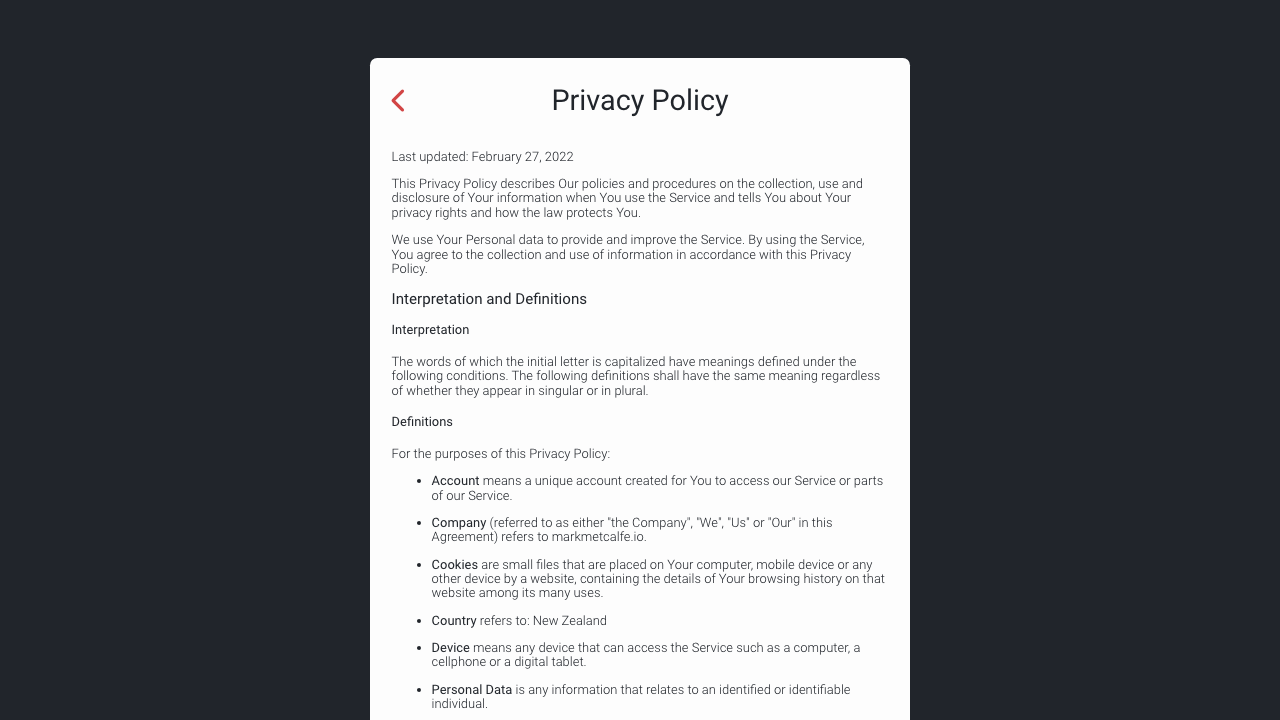 Privacy Policy
Last updated: February 27, 2022
This Privacy Policy describes Our policies and procedures on the collection, use and
disclosure of Your information when You use the Service and tells You about Your
privacy rights and how the law protects You.
We use Your Personal data to provide and improve the Service. By using the Service,
You agree to the collection and use of information in accordance with this Privacy
Policy.
Interpretation and Definitions
Interpretation
The words of which the initial letter is capitalized have meanings defined under the
following conditions. The following definitions shall have the same meaning regardless
of whether they appear in singular or in plural.
Definitions
For the purposes of this Privacy Policy:
• Account means a unique account created for You to access our Service or parts
of our Service.
• Company (referred to as either "the Company", "We", "Us" or "Our" in this
Agreement) refers to markmetcalfe.io.
• Cookies are small files that are placed on Your computer, mobile device or any
other device by a website, containing the details of Your browsing history on that
website among its many uses.
• Country refers to: New Zealand
• Device means any device that can access the Service such as a computer, a
cellphone or a digital tablet.
• Personal Data is any information that relates to an identified or identifiable
individual.